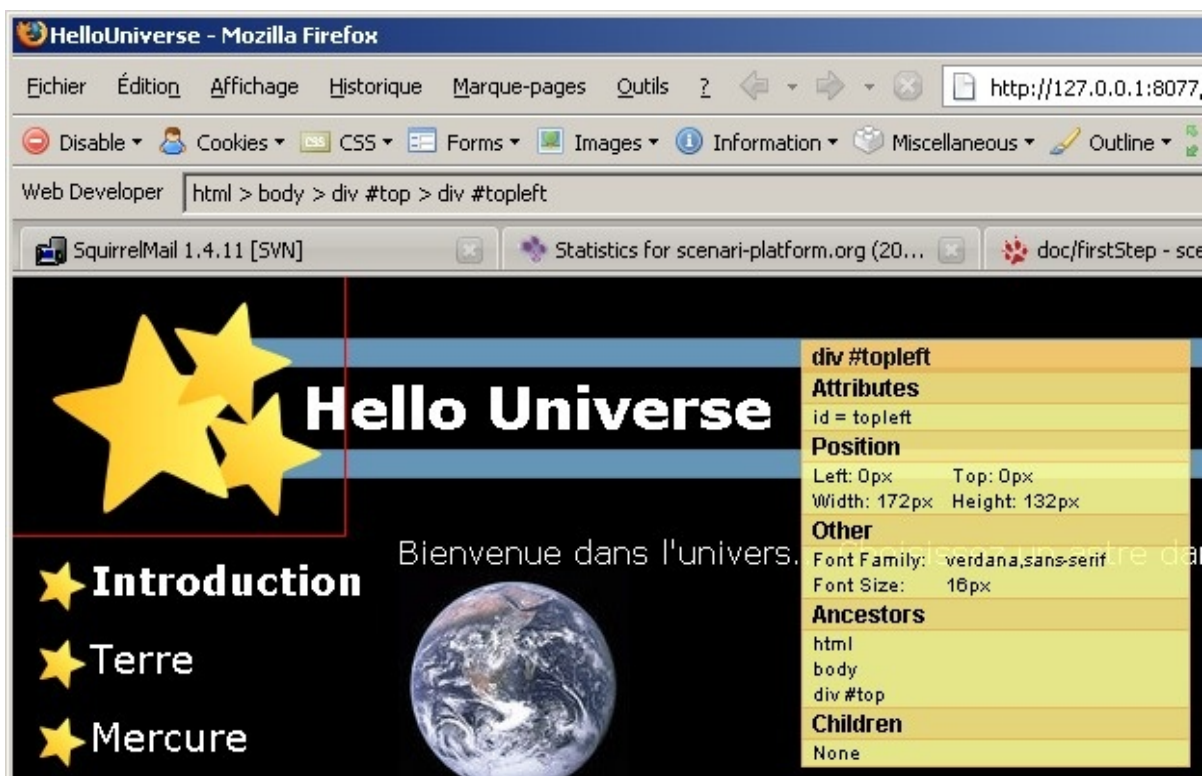 HelloUniverse - Mozilla Firefox
Fichier Édition Affichage Historique Marque-pages Outils ? http://127.0.0.1:8077,
Disable Cookies CSS Forms Images Information Miscellaneous Outline
Web Developer html > body > div #top > div #topleft
SquirrelMail 1.4.11 [SVN] Statistics for scenari-platform.org (20... doc/firstStep - sce
Hello Universe
Bienvenue dans l'univers... Choisissez un astre da
Introduction
Terre
Mercure
div #topleft
Attributes
id = topleft
Position
Left: 0px Top: 0px
Width: 172px Height: 132px
Other
Font Family: verdana,sans-serif
Font Size: 16px
Ancestors
html
body
div #top
Children
None